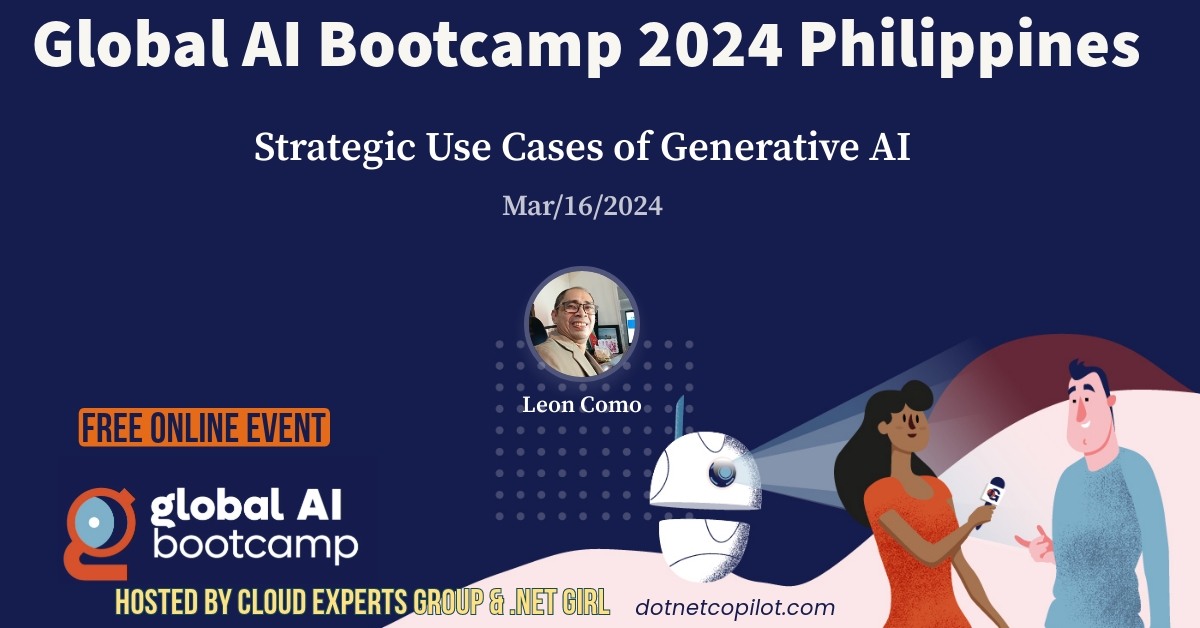 Global AI Bootcamp 2024 Philippines
Strategic Use Cases of Generative AI
Mar/16/2024
Leon Como
FREE ONLINE EVENT
global AI
bootcamp
HOSTED BY CLOUD EXPERTS GROUP & .NET GIRL
dotnetcopilot.com